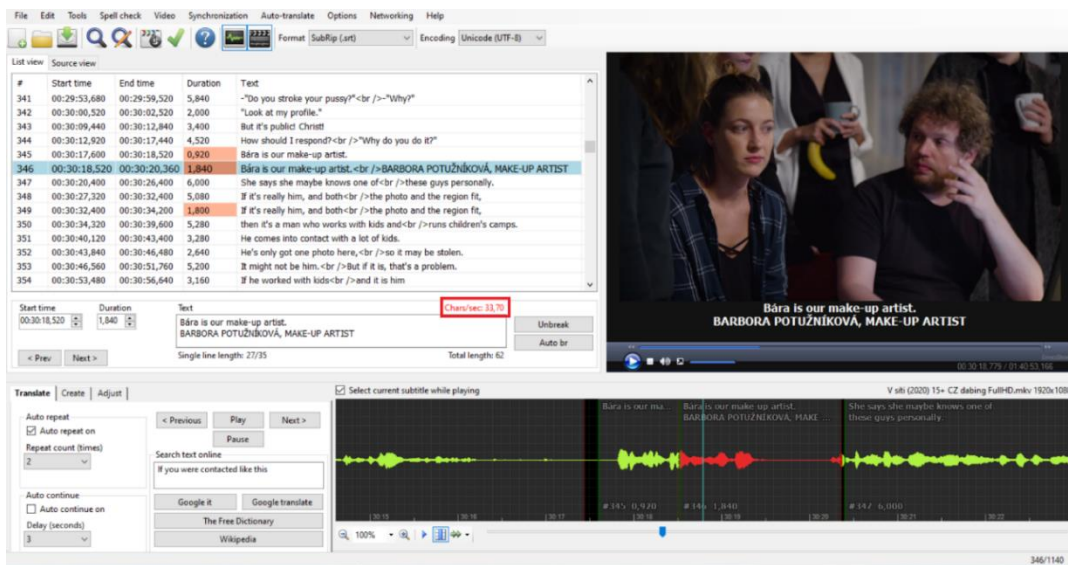 File Edit Tools Spell check Video Synchronization Auto-translate Options Networking Help
Format SubRip (.srt) Encoding Unicode (UTF-8)
List view Source view
# Start time End time Duration Text
341 00:29:53,680 00:29:59,520 5,840 -"Do you stroke your pussy?"<br />-"Why?"
342 00:30:00,520 00:30:02,520 2,000 "Look at my profile."
343 00:30:09,440 00:30:12,840 3,400 But it's public! Christ!
344 00:30:12,920 00:30:17,440 4,520 How should I respond?<br />"Why do you do it?"
345 00:30:17,600 00:30:18,520 0,920 Bára is our make-up artist.
346 00:30:18,520 00:30:20,360 1,840 Bára is our make-up artist.<br />BARBORA POTUŽNÍKOVÁ, MAKE-UP ARTIST
347 00:30:20,400 00:30:26,400 6,000 She says she maybe knows one of<br />these guys personally.
348 00:30:27,320 00:30:32,400 5,080 If it's really him, and both<br />the photo and the region fit,
349 00:30:32,400 00:30:34,200 1,800 If it's really him, and both<br />the photo and the region fit,
350 00:30:34,320 00:30:39,600 5,280 then it's a man who works with kids and<br />runs children's camps.
351 00:30:40,120 00:30:43,400 3,280 He comes into contact with a lot of kids.
352 00:30:43,840 00:30:46,480 2,640 He's only got one photo here,<br />so it may be stolen.
353 00:30:46,560 00:30:51,760 5,200 It might not be him.<br />But if it is, that's a problem.
354 00:30:53,480 00:30:56,640 3,160 If he worked with kids<br />and it is him
Bára is our make-up artist.
BARBORA POTUŽNÍKOVÁ, MAKE-UP ARTIST
00:30:18,779 / 01:40:53,166
Start time Duration Text Chars/sec: 33,70
00:30:18,520 1,840
Bára is our make-up artist.
BARBORA POTUŽNÍKOVÁ, MAKE-UP ARTIST
Unbreak
Auto br
< Prev Next > Single line length: 27/35 Total length: 62
Translate Create Adjust
Select current subtitle while playing V síti (2020) 15+ CZ dabing FullHD.mkv 1920x108
Auto repeat
Auto repeat on
Repeat count (times)
2
Auto continue
Auto continue on
Delay (seconds)
3
< Previous Play Next >
Pause
Search text online
If you were contacted like this
Google it Google translate
The Free Dictionary
Wikipedia
Bára is our ma... Bára is our make-up artist. She says she maybe knows one of
BARBORA POTUŽNÍKOVÁ, MAKE ... these guys personally.
#345 0,920 #346 1,840 #347 6,000
30:15 30:16 30:17 30:18 30:19 30:20 30:21 30:22
100%
346/1140